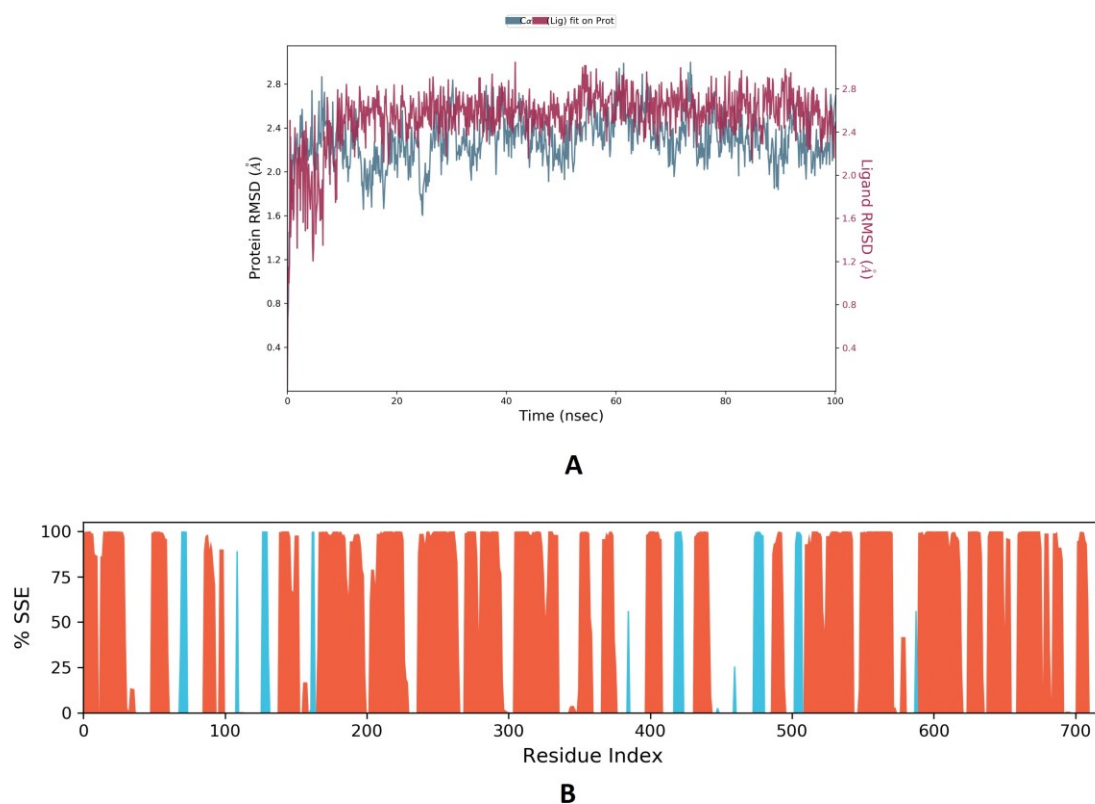 Cα (Lig) fit on Prot
2.8
2.4
2.0
1.6
1.2
0.8
0.4
Protein RMSD (Å)
2.8
2.4
2.0
1.6
1.2
0.8
0.4
Ligand RMSD (Å)
0 20 40 60 80 100
Time (nsec)
A
100
75
50
25
0
% SSE
0 100 200 300 400 500 600 700
Residue Index
B